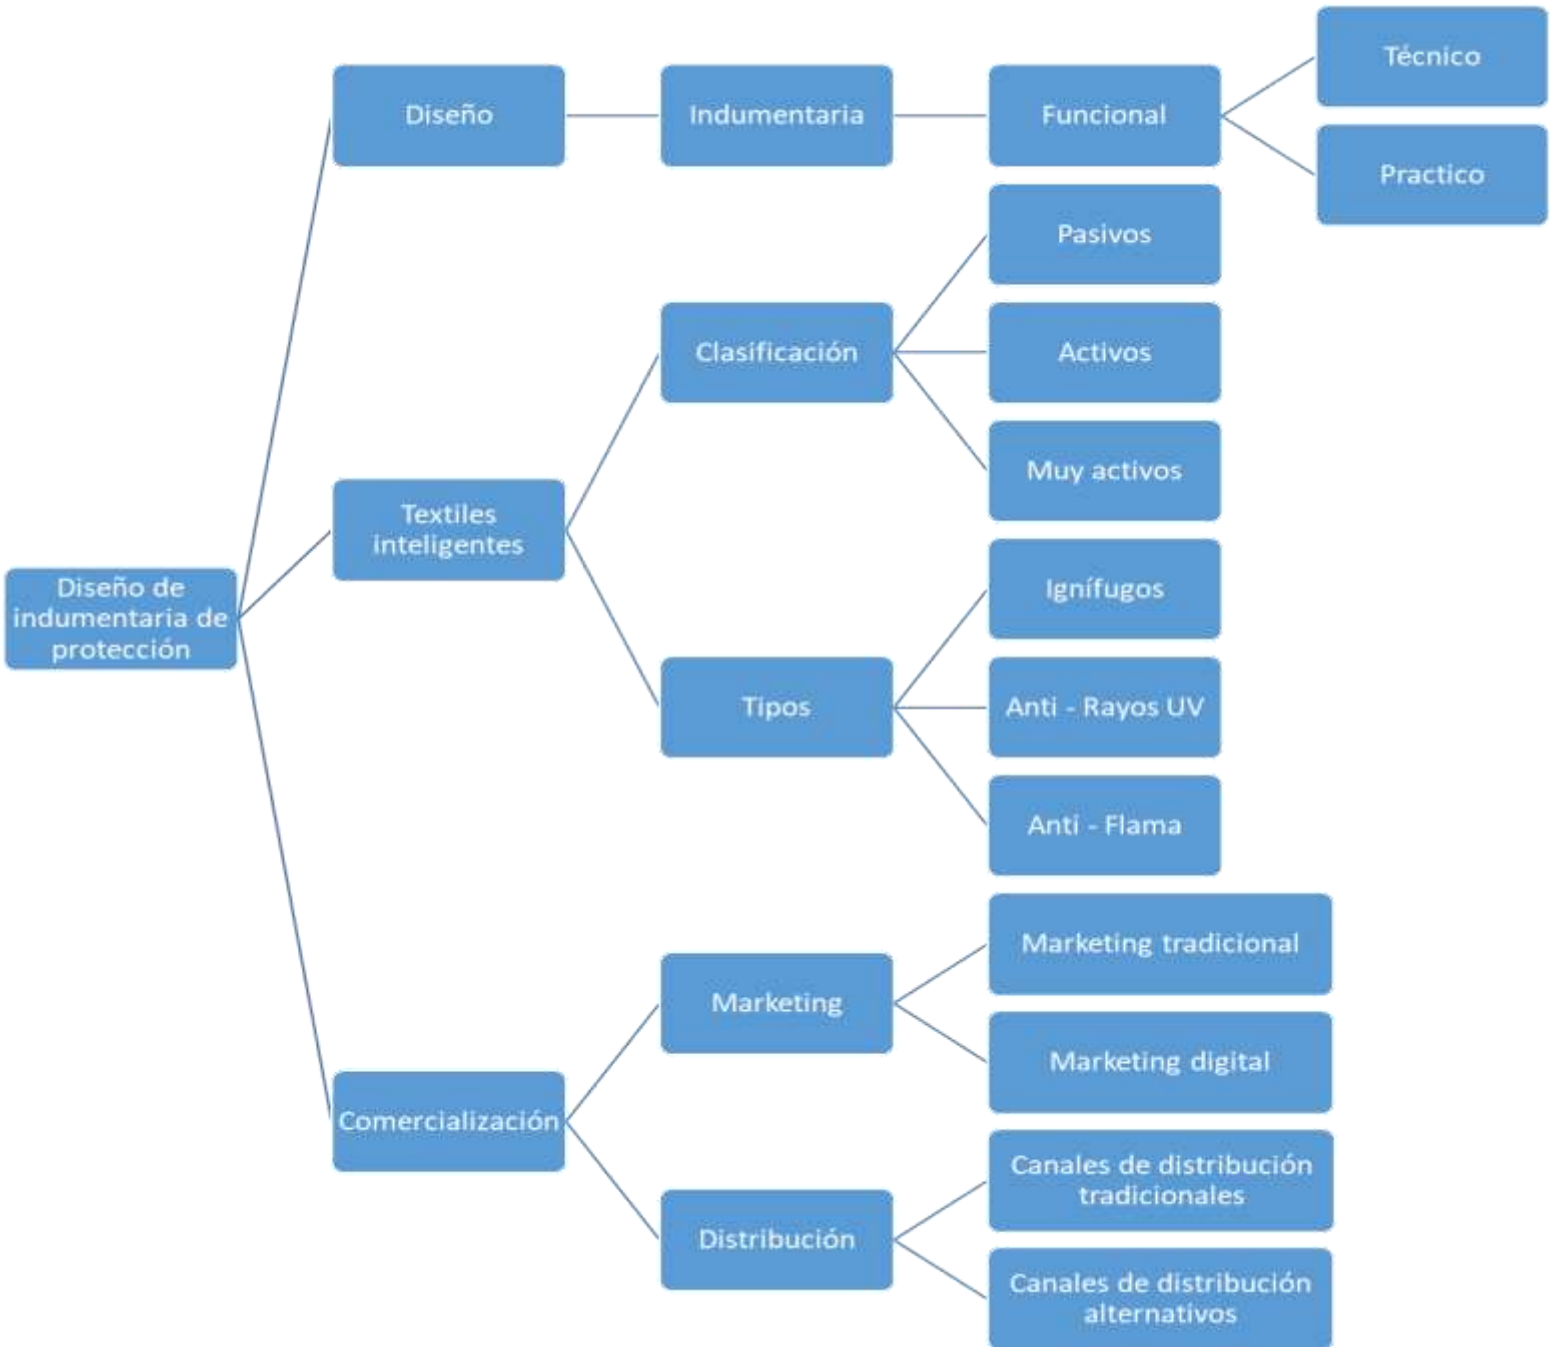 Diseño de
indumentaria de
protección
Diseño
Indumentaria
Funcional
Técnico
Practico
Textiles
inteligentes
Clasificación
Pasivos
Activos
Muy activos
Tipos
Ignífugos
Anti - Rayos UV
Anti - Flama
Comercialización
Marketing
Marketing tradicional
Marketing digital
Distribución
Canales de distribución
tradicionales
Canales de distribución
alternativos